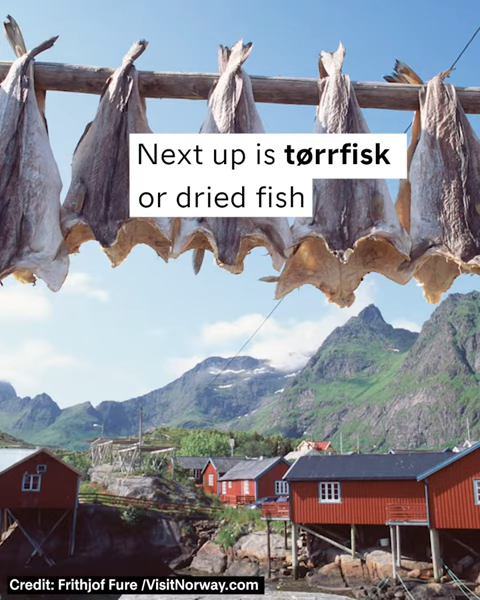 Next up is tørrfisk
or dried fish
Credit: Frithjof Fure /VisitNorway.com